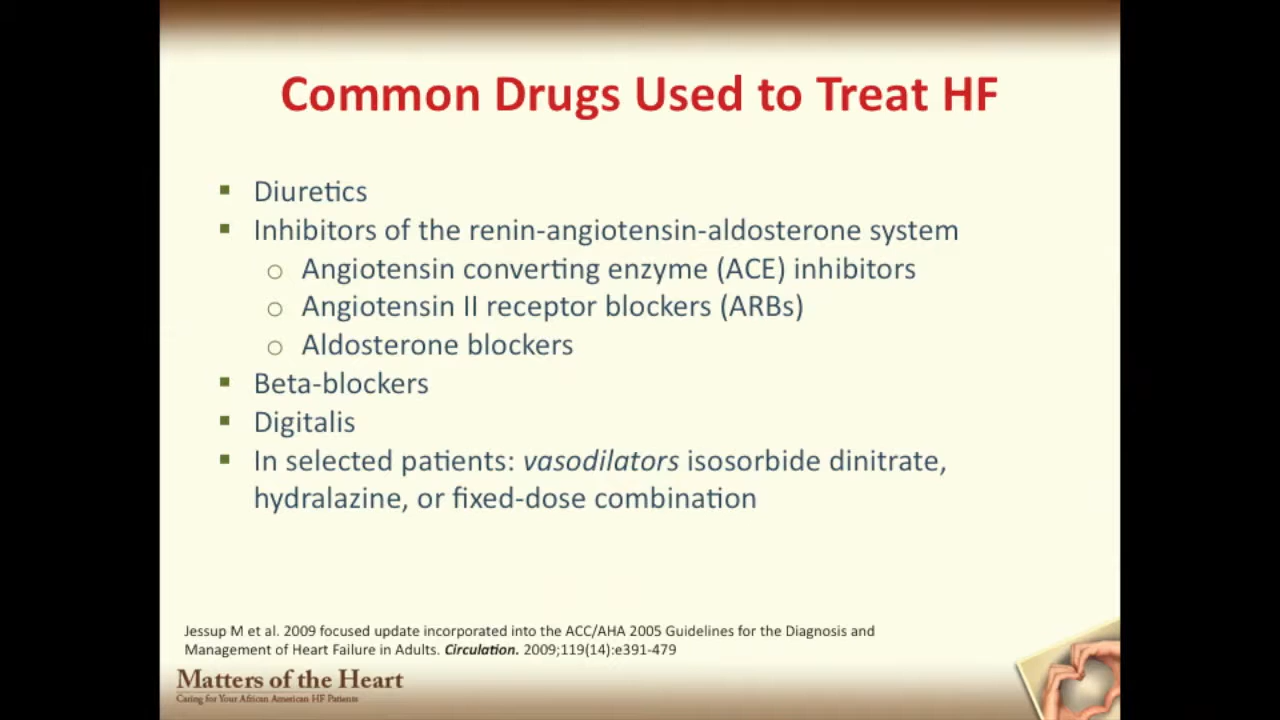 Common Drugs Used to Treat HF
▪ Diuretics
▪ Inhibitors of the renin-angiotensin-aldosterone system
○ Angiotensin converting enzyme (ACE) inhibitors
○ Angiotensin II receptor blockers (ARBs)
○ Aldosterone blockers
▪ Beta-blockers
▪ Digitalis
▪ In selected patients: vasodilators isosorbide dinitrate,
hydralazine, or fixed-dose combination
Jessup M et al. 2009 focused update incorporated into the ACC/AHA 2005 Guidelines for the Diagnosis and
Management of Heart Failure in Adults. Circulation. 2009;119(14):e391-479
Matters of the Heart
Caring for Your African American HF Patients